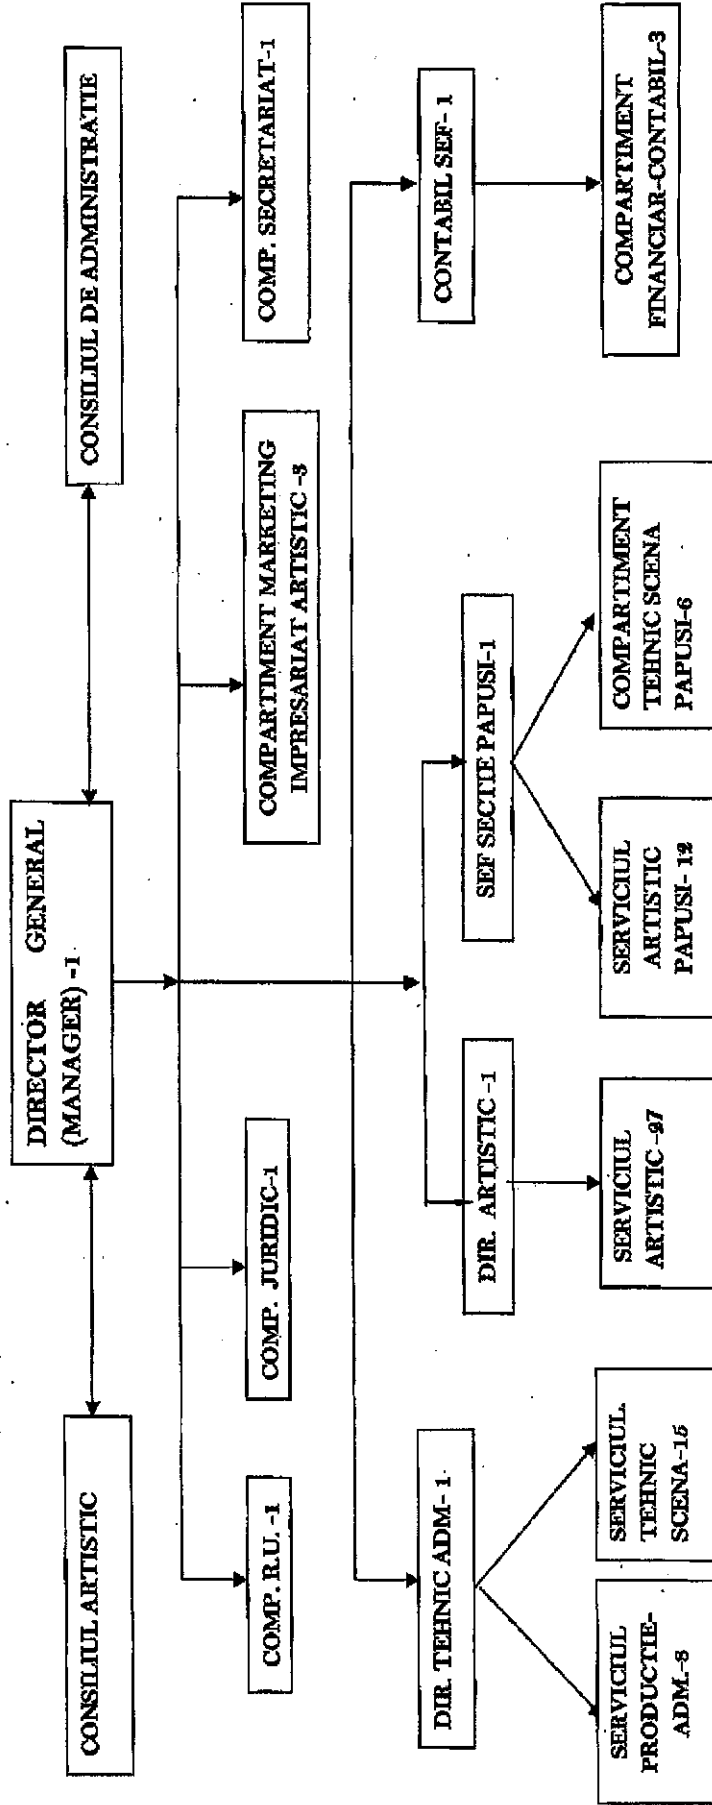 CONSILIUL ARTISTIC
DIRECTOR GENERAL
(MANAGER) -1
CONSILIUL DE ADMINISTRATIE
COMP. R.U. -1
COMP. JURIDIC-1
COMPARTIMENT MARKETING
IMPRESARIAT ARTISTIC -3
COMP. SECRETARIAT-1
DIR. TEHNIC ADM- 1
DIR. ARTISTIC -1
SEF SECTIE PAPUSI-1
CONTABIL SEF- 1
SERVICIUL
PRODUCTIE-
ADM.-8
SERVICIUL
TEHNIC
SCENA-15
SERVICIUL
ARTISTIC -27
SERVICIUL
ARTISTIC
PAPUSI- 12
COMPARTIMENT
TEHNIC SCENA
PAPUSI-6
COMPARTIMENT
FINANCIAR-CONTABIL-3